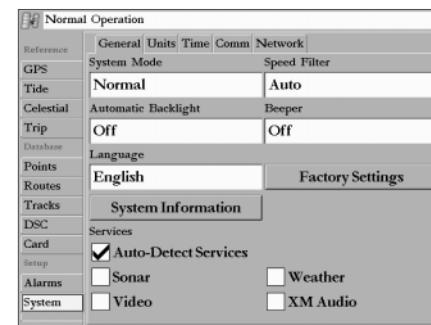 Normal Operation
General Units Time Comm Network
Reference
GPS
Tide
Celestial
Trip
Database
Points
Routes
Tracks
DSC
Card
Setup
Alarms
System
System Mode
Normal
Speed Filter
Auto
Automatic Backlight
Off
Beeper
Off
Language
English
Factory Settings
System Information
Services
Auto-Detect Services
Sonar
Weather
Video
XM Audio